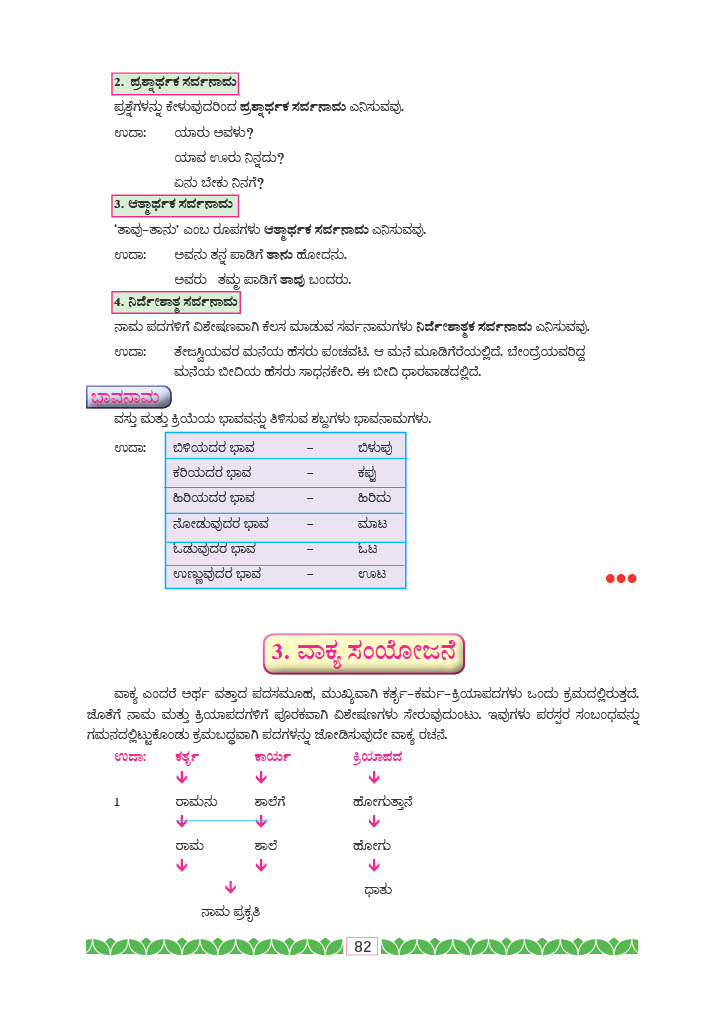 2. ಪ್ರಶ್ನಾರ್ಥಕ ಸರ್ವನಾಮ
ಪ್ರಶ್ನೆಗಳನ್ನು ಕೇಳುವುದರಿಂದ ಪ್ರಶ್ನಾರ್ಥಕ ಸರ್ವನಾಮ ಎನಿಸುವವು.
ಉದಾ: ಯಾರು ಅವಳು?
ಯಾವ ಊರು ನಿನ್ನದು?
ಏನು ಬೇಕು ನಿನಗೆ?
3. ಆತ್ಮಾರ್ಥಕ ಸರ್ವನಾಮ
‘ತಾವು-ತಾನು’ ಎಂಬ ರೂಪಗಳು ಆತ್ಮಾರ್ಥಕ ಸರ್ವನಾಮ ಎನಿಸುವವು.
ಉದಾ: ಅವನು ತನ್ನ ಪಾಡಿಗೆ ತಾನು ಹೋದನು.
ಅವರು ತಮ್ಮ ಪಾಡಿಗೆ ತಾವು ಬಂದರು.
4. ನಿರ್ದೇಶಾತ್ಮ ಸರ್ವನಾಮ
ನಾಮ ಪದಗಳಿಗೆ ವಿಶೇಷಣವಾಗಿ ಕೆಲಸ ಮಾಡುವ ಸರ್ವನಾಮಗಳು ನಿರ್ದೇಶಾತ್ಮಕ ಸರ್ವನಾಮ ಎನಿಸುವವು.
ಉದಾ: ತೇಜಸ್ವಿಯವರ ಮನೆಯ ಹೆಸರು ಪಂಚವಟಿ. ಆ ಮನೆ ಮೂಡಿಗೆರೆಯಲ್ಲಿದೆ. ಬೇಂದ್ರೆಯವರಿದ್ದ
ಮನೆಯ ಬೀದಿಯ ಹೆಸರು ಸಾಧನಕೇರಿ. ಈ ಬೀದಿ ಧಾರವಾಡದಲ್ಲಿದೆ.
ಭಾವನಾಮ
ವಸ್ತು ಮತ್ತು ಕ್ರಿಯೆಯ ಭಾವವನ್ನು ತಿಳಿಸುವ ಶಬ್ದಗಳು ಭಾವನಾಮಗಳು.
ಉದಾ: ಬಿಳಿಯದರ ಭಾವ - ಬಿಳುಪು
ಕರಿಯದರ ಭಾವ - ಕಪ್ಪು
ಹಿರಿಯದರ ಭಾವ - ಹಿರಿದು
ನೋಡುವುದರ ಭಾವ - ಮಾಟ
ಓಡುವುದರ ಭಾವ - ಓಟ
ಉಣ್ಣುವುದರ ಭಾವ - ಊಟ
3. ವಾಕ್ಯ ಸಂಯೋಜನೆ
ವಾಕ್ಯ ಎಂದರೆ ಅರ್ಥ ವತ್ತಾದ ಪದಸಮೂಹ, ಮುಖ್ಯವಾಗಿ ಕರ್ತೃ-ಕರ್ಮ-ಕ್ರಿಯಾಪದಗಳು ಒಂದು ಕ್ರಮದಲ್ಲಿರುತ್ತದೆ.
ಜೊತೆಗೆ ನಾಮ ಮತ್ತು ಕ್ರಿಯಾಪದಗಳಿಗೆ ಪೂರಕವಾಗಿ ವಿಶೇಷಣಗಳು ಸೇರುವುದುಂಟು. ಇವುಗಳು ಪರಸ್ಪರ ಸಂಬಂಧವನ್ನು
ಗಮನದಲ್ಲಿಟ್ಟುಕೊಂಡು ಕ್ರಮಬದ್ಧವಾಗಿ ಪದಗಳನ್ನು ಜೋಡಿಸುವುದೇ ವಾಕ್ಯ ರಚನೆ.
ಉದಾ: ಕರ್ತೃ ಕಾರ್ಯ ಕ್ರಿಯಾಪದ
1 ರಾಮನು ಶಾಲೆಗೆ ಹೋಗುತ್ತಾನೆ
ರಾಮ ಶಾಲೆ ಹೋಗು
ಧಾತು
ನಾಮ ಪ್ರಕೃತಿ
82